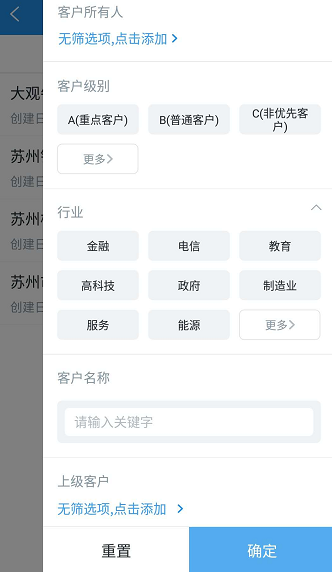 客户所有人
无筛选项,点击添加
客户级别
A(重点客户)
B(普通客户)
C(非优先客
户)
更多
行业
金融
电信
教育
高科技
政府
制造业
服务
能源
更多
客户名称
请输入关键字
上级客户
无筛选项,点击添加
重置
确定
大观
创建日
苏州
创建日
苏州
创建日
苏州
创建日